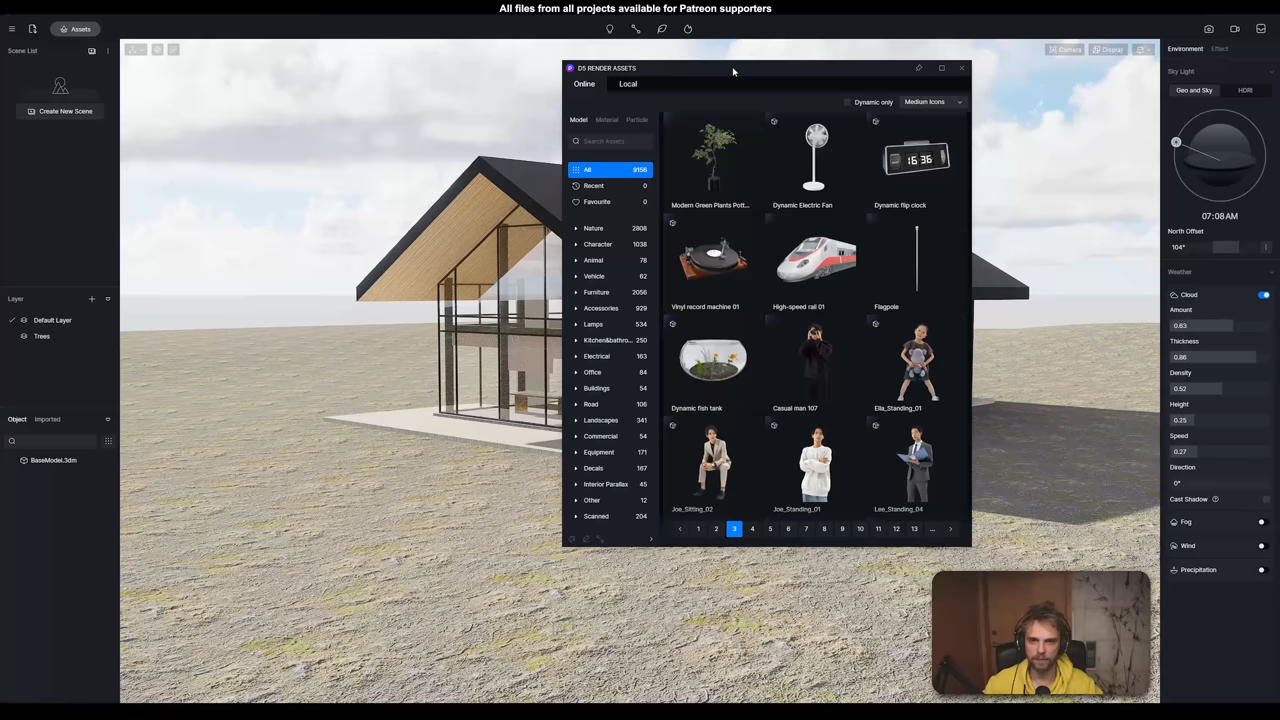 All files from all projects available for Patreon supporters
Assets
Scene List
Create New Scene
Layer
Default Layer
Trees
Object Imported
BaseModel.3dm
Camera
Display
D5 RENDER ASSETS
Online Local
Dynamic only Medium Icons
Model Material Particle
Search Assets
All 9156
Recent 0
Favourite 0
Nature 2808
Character 1038
Animal 78
Vehicle 62
Furniture 2056
Accessories 929
Lamps 534
Kitchen&bathro... 250
Electrical 163
Office 84
Buildings 54
Road 106
Landscapes 341
Commercial 54
Equipment 171
Decals 167
Interior Parallax 45
Other 12
Scanned 204
16 36
Modern Green Plants Pott... Dynamic Electric Fan Dynamic flip clock
Vinyl record machine 01 High-speed rail 01 Flagpole
Dynamic fish tank Casual man 107 Ella_Standing_01
Joe_Sitting_02 Joe_Standing_01 Lee_Standing_04
1 2 3 4 5 6 7 8 9 10 11 12 13 ...
Environment Effect
Sky Light
Geo and Sky HDRI
07:08 AM
North Offset
104°
Weather
Cloud
Amount
0.63
Thickness
0.86
Density
0.52
Height
0.25
Speed
0.27
Direction
0°
Cast Shadow
Fog
Wind
Precipitation